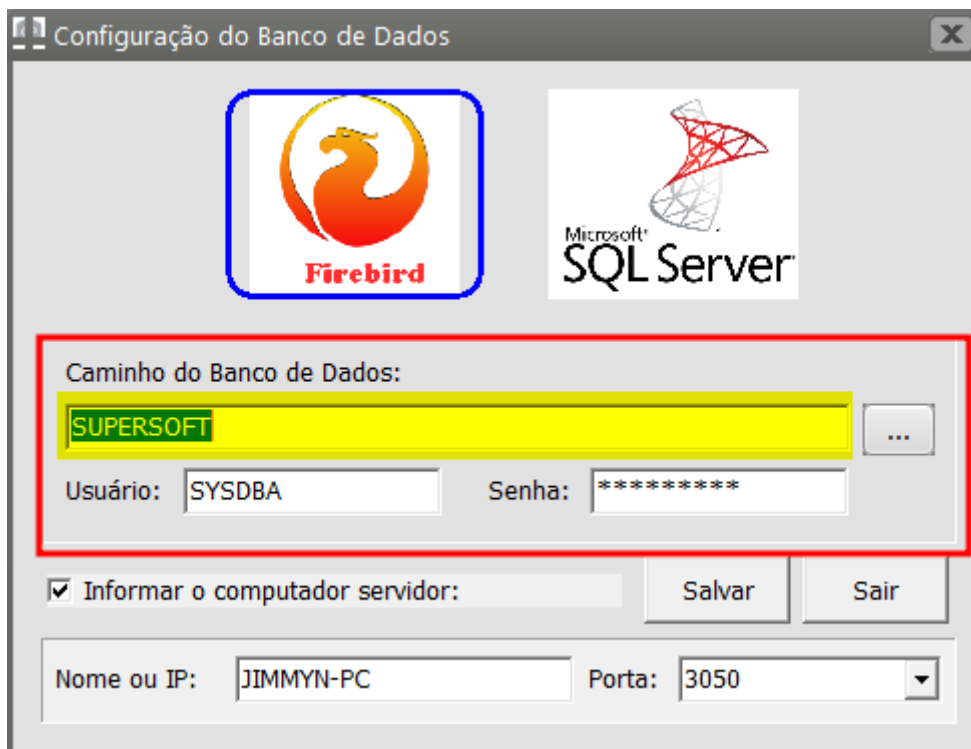 Configuração do Banco de Dados
Firebird
Microsoft®
SQL Server
Caminho do Banco de Dados:
SUPERSOFT
...
Usuário: SYSDBA Senha: *********
Informar o computador servidor: Salvar Sair
Nome ou IP: JIMMYN-PC Porta: 3050